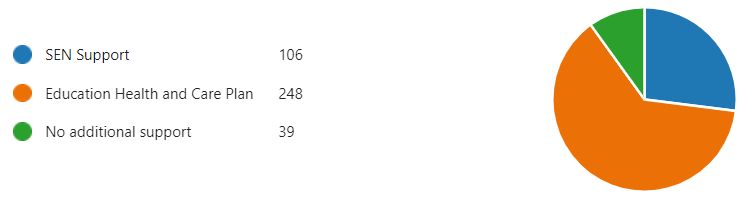 SEN Support 106
Education Health and Care Plan 248
No additional support 39